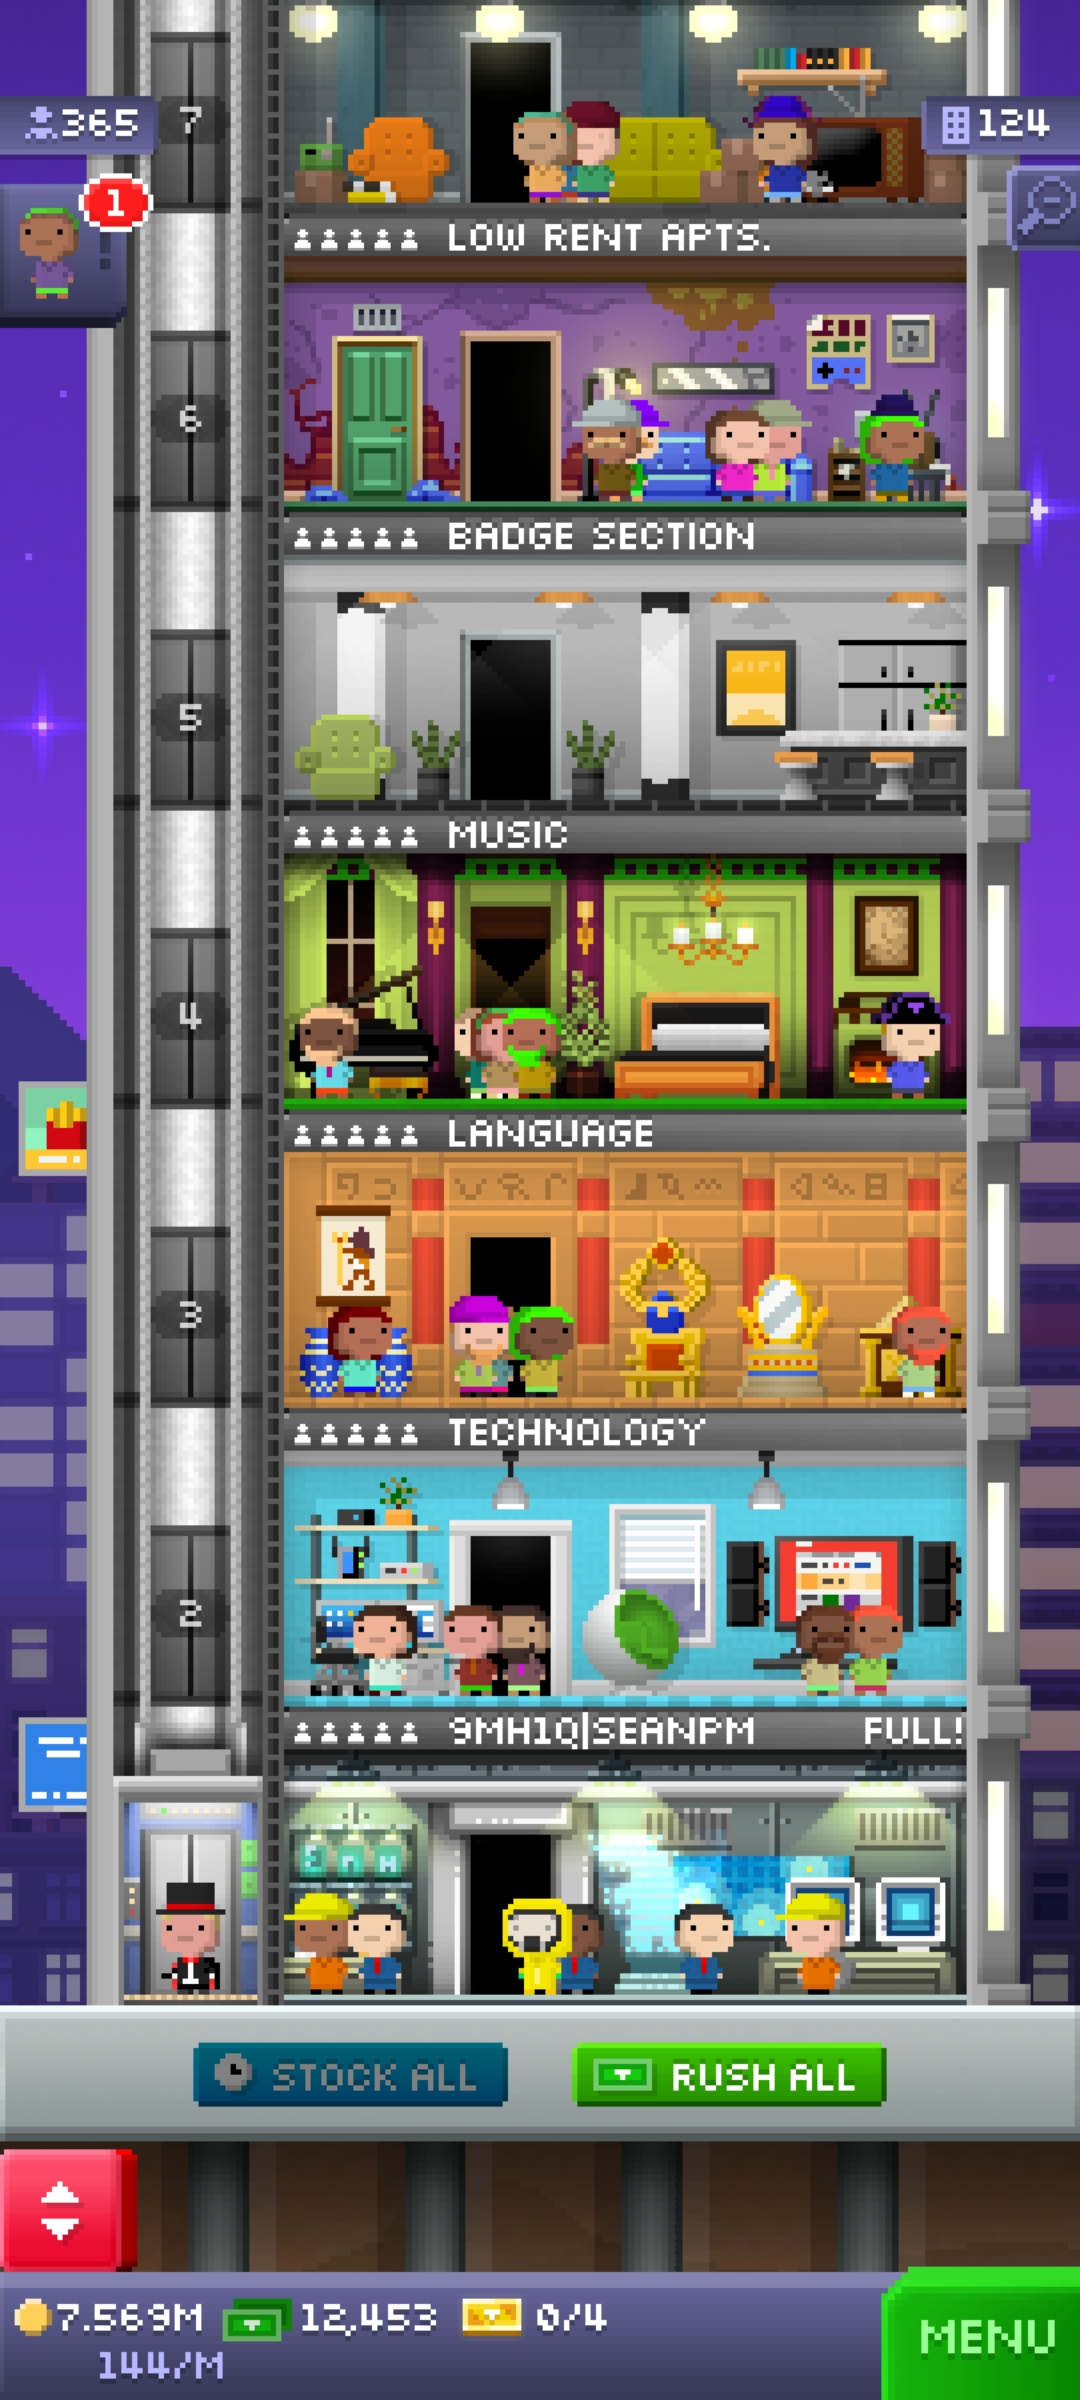 365
7
124
1
LOW RENT APTS.
6
BADGE SECTION
5
MUSIC
4
LANGUAGE
3
TECHNOLOGY
2
9MH1Q|SEANPM FULL!
1
STOCK ALL
RUSH ALL
7.569M 12,453 0/4
144/M
MENU